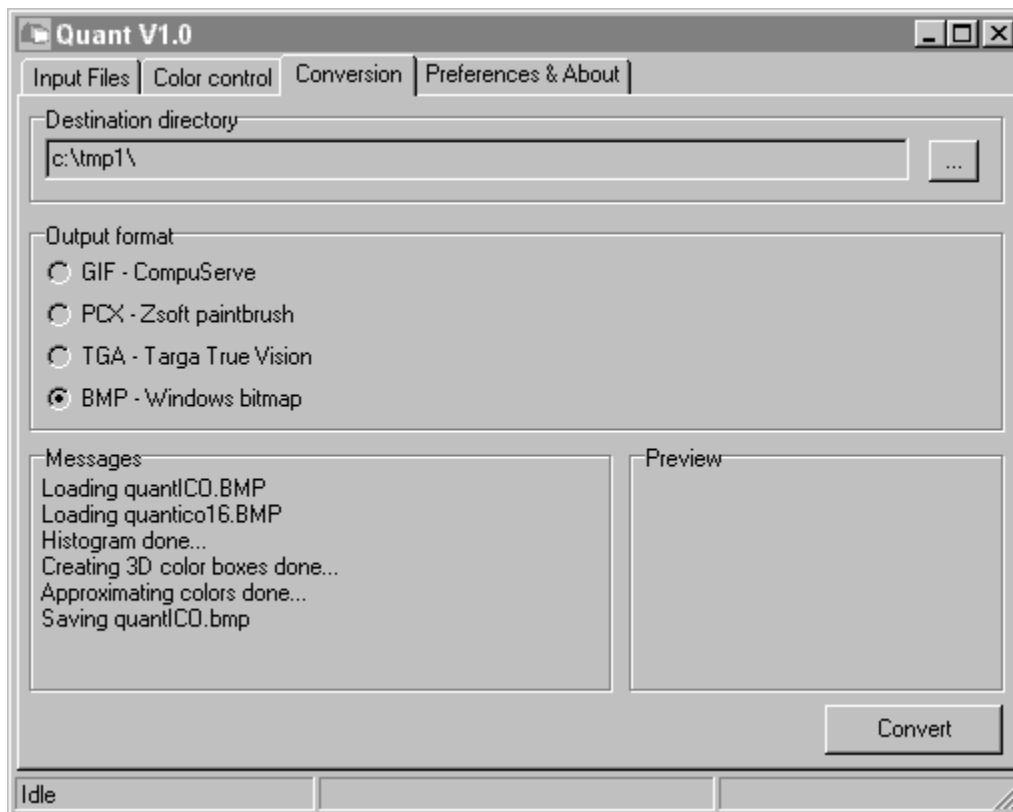 Quant V1.0
Input Files Color control Conversion Preferences & About
Destination directory
c:\tmp1\ ...
Output format
GIF - CompuServe
PCX - Zsoft paintbrush
TGA - Targa True Vision
BMP - Windows bitmap
Messages
Loading quantICO.BMP
Loading quantico16.BMP
Histogram done...
Creating 3D color boxes done...
Approximating colors done...
Saving quantICO.bmp
Preview
Convert
Idle